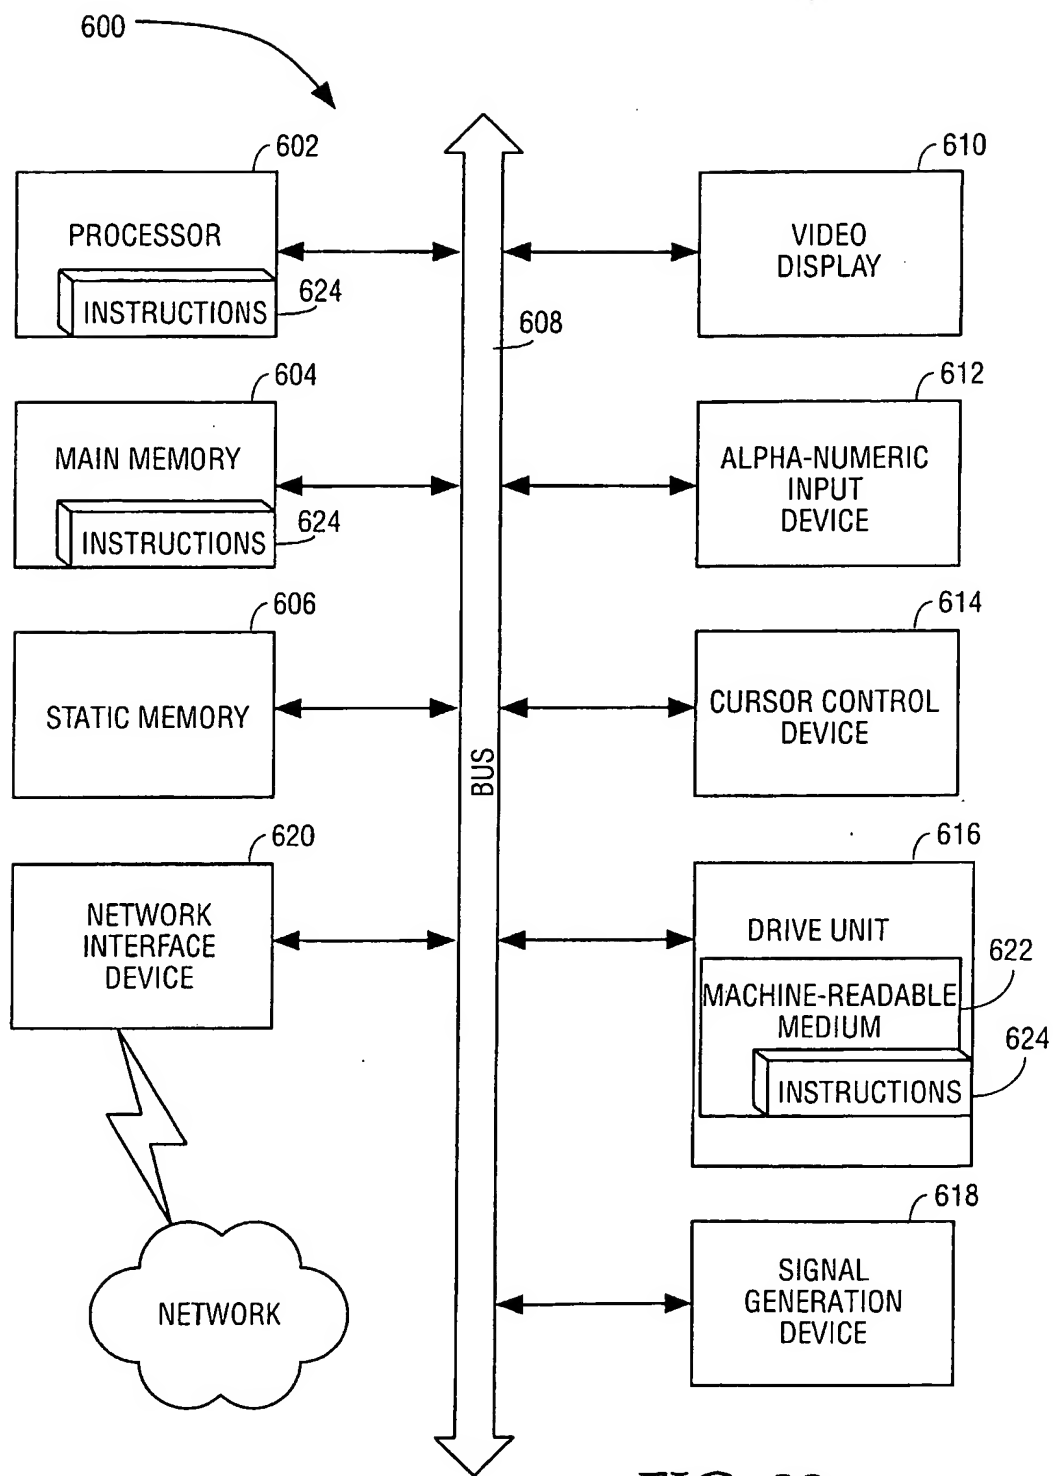 600
602
PROCESSOR
624
INSTRUCTIONS
604
MAIN MEMORY
624
INSTRUCTIONS
606
STATIC MEMORY
620
NETWORK
INTERFACE
DEVICE
NETWORK
608
BUS
610
VIDEO
DISPLAY
612
ALPHA-NUMERIC
INPUT
DEVICE
614
CURSOR CONTROL
DEVICE
616
DRIVE UNIT
622
MACHINE-READABLE
MEDIUM
624
INSTRUCTIONS
618
SIGNAL
GENERATION
DEVICE